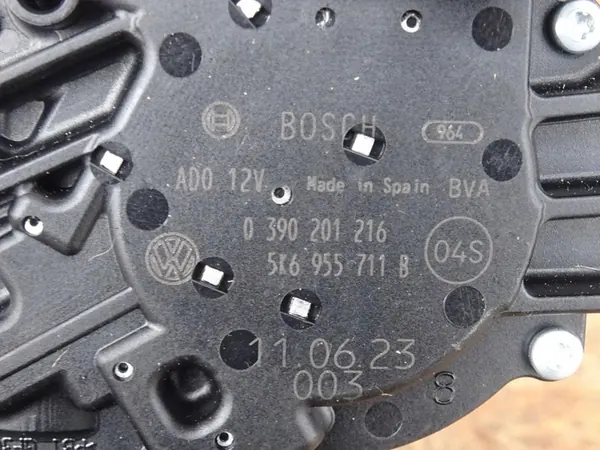 BOSCH 964
AD0 12V Made in Spain BVA
0 390 201 216
5K6 955 711 B 04S
11.06.23
003 8